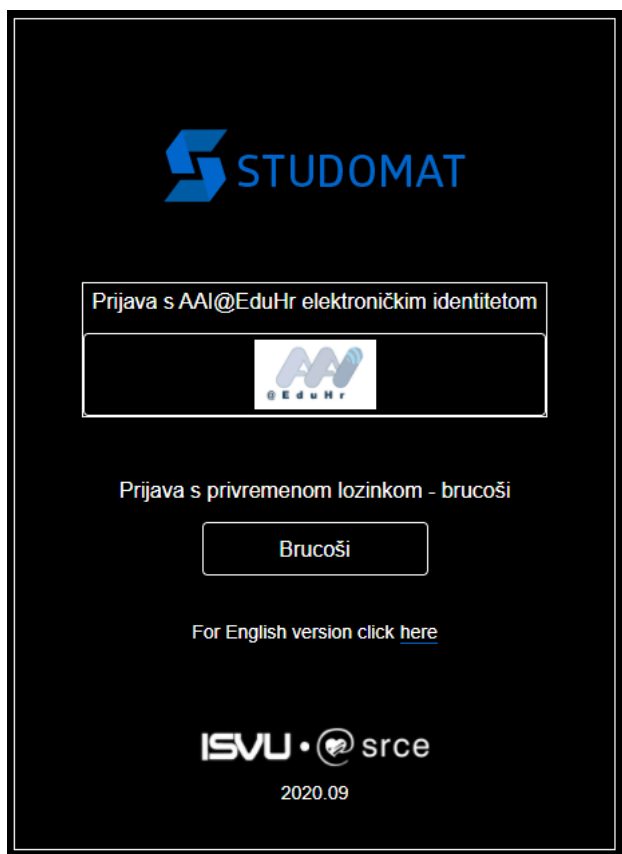 STUDOMAT
Prijava s AAI@EduHr elektroničkim identitetom
AAI
@EduHr
Prijava s privremenom lozinkom - brucoši
Brucoši
For English version click here
ISVU • srce
2020.09